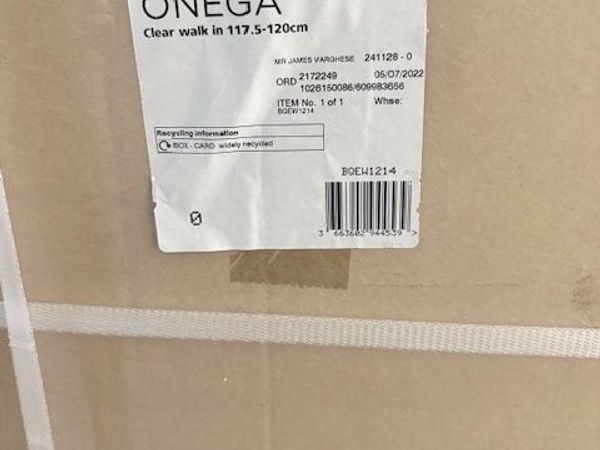 ONEGA
Clear walk in 117.5-120cm
MR JAMES VARGHESE 241128 - 0
ORD 2172249 05/07/2022
1026150086/609983656
ITEM No. 1 of 1 Whse:
BQEW1214
Recycling information
BOX - CARD widely recycled
BQEW1214
0
3 663602 944539 >